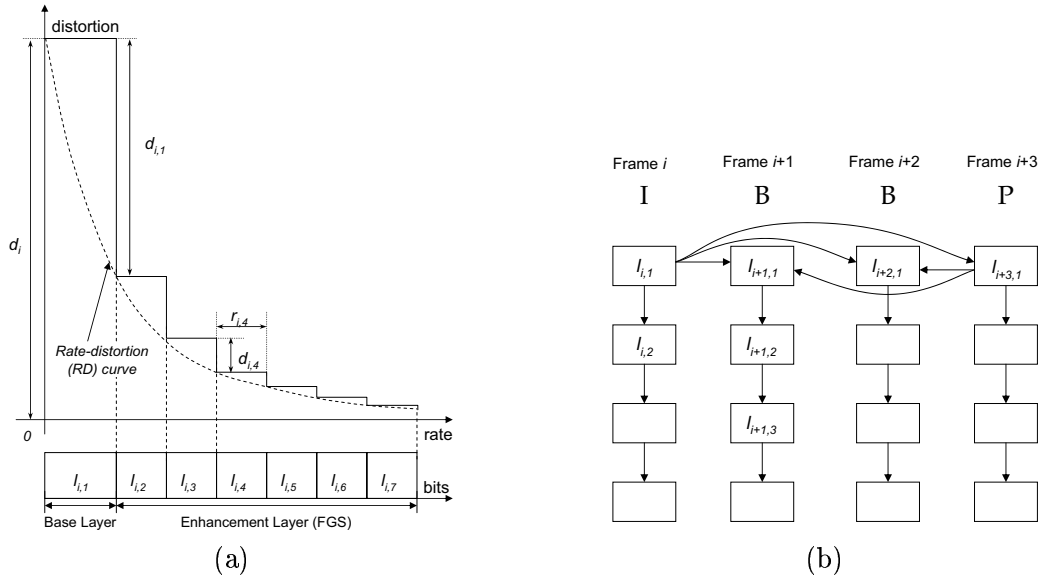 distortion
d_{i,1}
d_i
r_{i,4}
d_{i,4}
Rate-distortion
(RD) curve
0
rate
l_{i,1} l_{i,2} l_{i,3} l_{i,4} l_{i,5} l_{i,6} l_{i,7} bits
Base Layer Enhancement Layer (FGS)
(a)
Frame i Frame i+1 Frame i+2 Frame i+3
I B B P
l_{i,1} l_{i+1,1} l_{i+2,1} l_{i+3,1}
l_{i,2} l_{i+1,2}
l_{i+1,3}
(b)